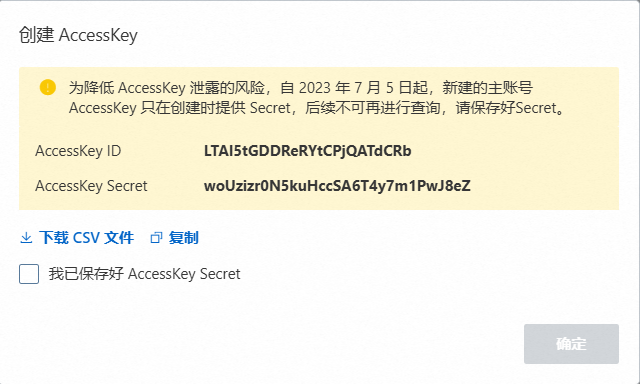 创建 AccessKey
为降低 AccessKey 泄露的风险，自 2023 年 7 月 5 日起，新建的主账号
AccessKey 只在创建时提供 Secret，后续不可再进行查询，请保存好Secret。
AccessKey ID LTAI5tGDDReRYtCPjQATdCRb
AccessKey Secret woUzizr0N5kuHccSA6T4y7m1PwJ8eZ
下载 CSV 文件 复制
我已保存好 AccessKey Secret
确定